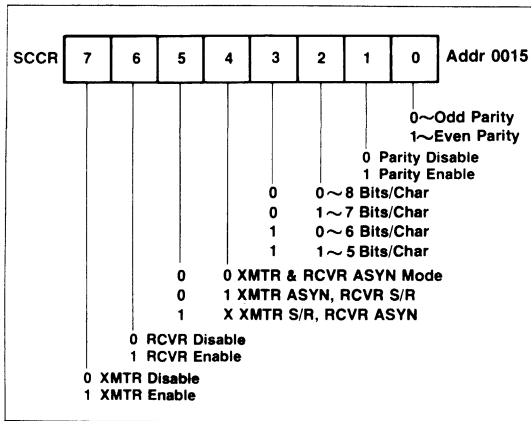 SCCR 7 6 5 4 3 2 1 0 Addr 0015
0~Odd Parity
1~Even Parity
0 Parity Disable
1 Parity Enable
0 0~8 Bits/Char
0 1~7 Bits/Char
1 0~6 Bits/Char
1 1~5 Bits/Char
0 0 XMTR & RCVR ASYN Mode
0 1 XMTR ASYN, RCVR S/R
1 X XMTR S/R, RCVR ASYN
0 RCVR Disable
1 RCVR Enable
0 XMTR Disable
1 XMTR Enable